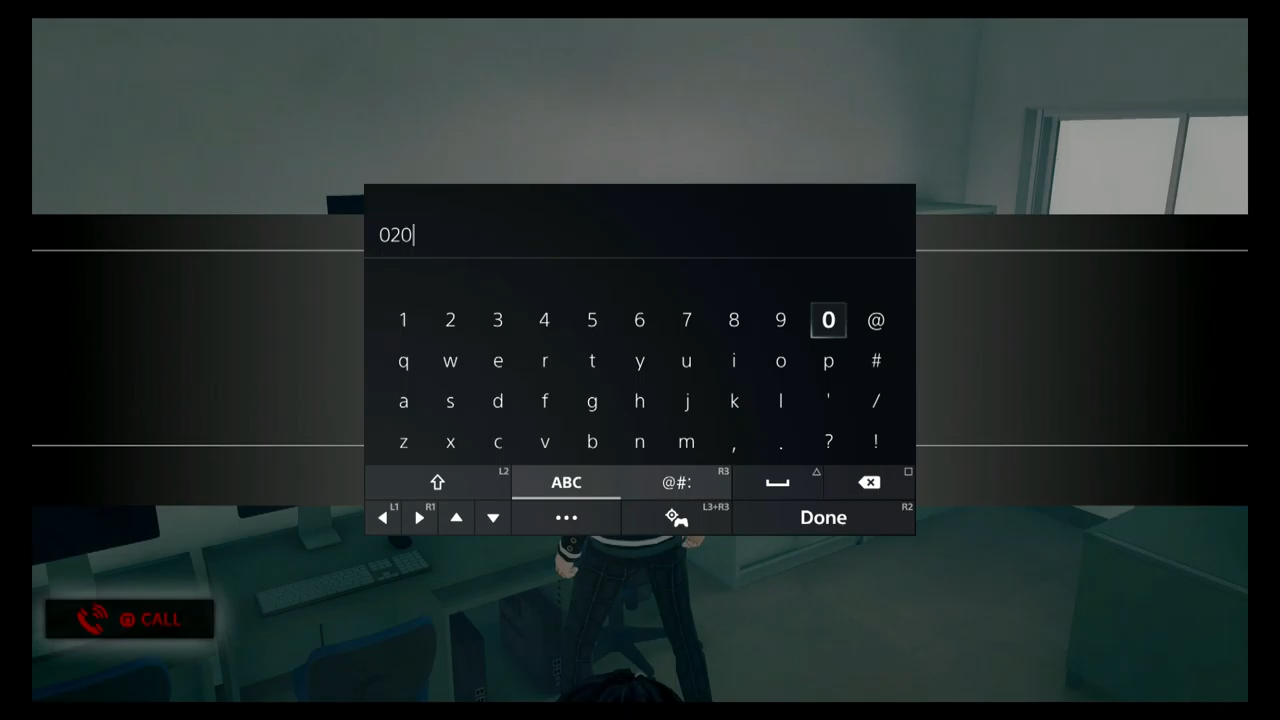 020
1 2 3 4 5 6 7 8 9 0 @
q w e r t y u i o p #
a s d f g h j k l ' /
z x c v b n m , . ? !
L2 ABC @#: R3 △ □
L1 R1 ••• L3+R3 Done R2
@ CALL